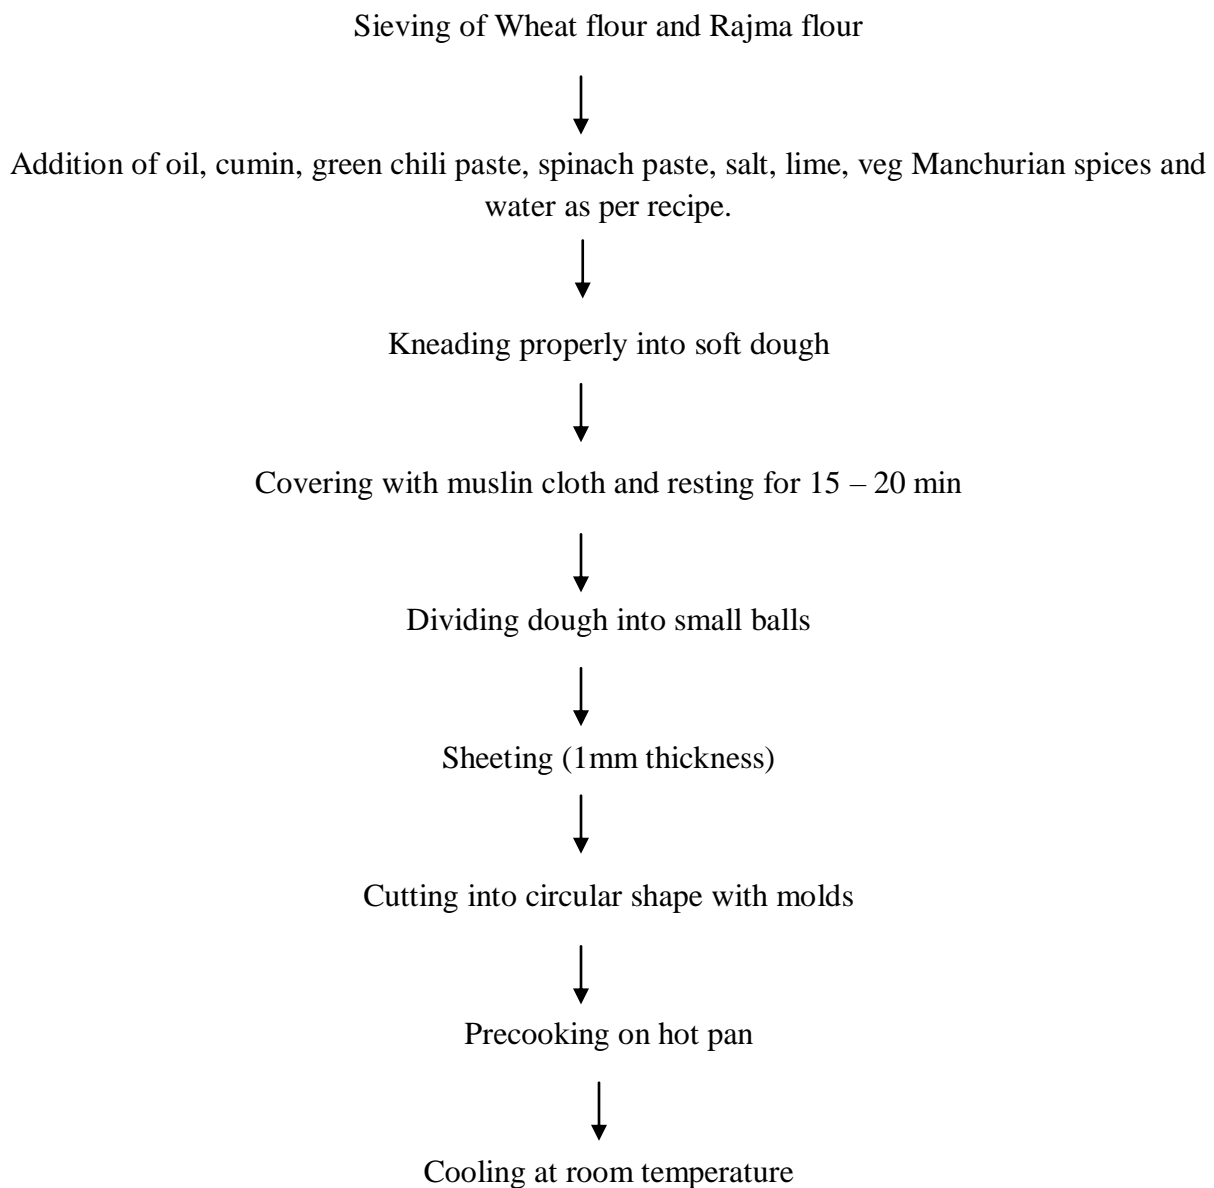 Sieving of Wheat flour and Rajma flour
Addition of oil, cumin, green chili paste, spinach paste, salt, lime, veg Manchurian spices and
water as per recipe.
Kneading properly into soft dough
Covering with muslin cloth and resting for 15 – 20 min
Dividing dough into small balls
Sheeting (1mm thickness)
Cutting into circular shape with molds
Precooking on hot pan
Cooling at room temperature